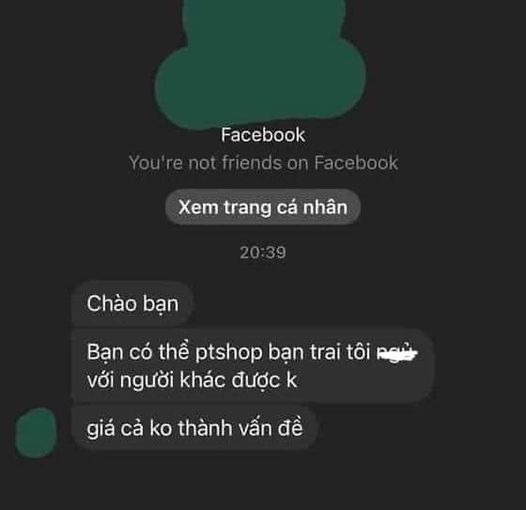 Facebook
You're not friends on Facebook
Xem trang cá nhân
20:39
Chào bạn
Bạn có thể ptshop bạn trai tôi ngủ
với người khác được k
giá cả ko thành vấn đề